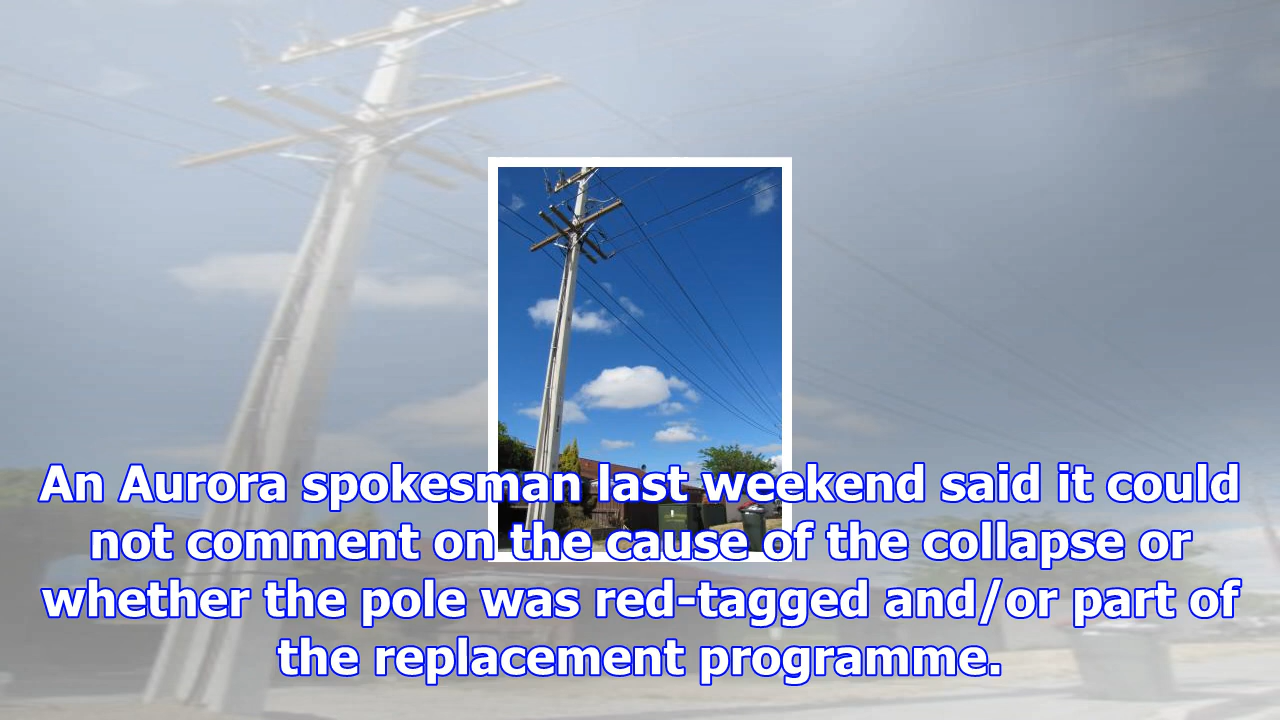 An Aurora spokesman last weekend said it could
not comment on the cause of the collapse or
whether the pole was red-tagged and/or part of
the replacement programme.